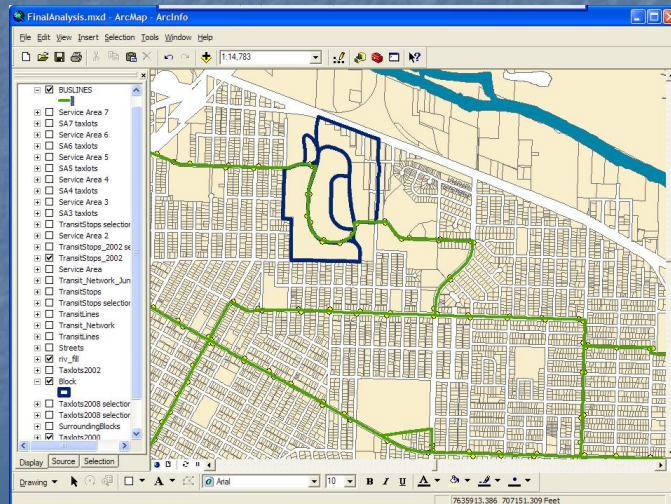 FinalAnalysis.mxd - ArcMap - ArcInfo
File Edit View Insert Selection Tools Window Help
1:14,783
BUSLINES
Service Area 7
SA7 taxlots
Service Area 6
SA6 taxlots
Service Area 5
SA5 taxlots
Service Area 4
SA4 taxlots
Service Area 3
SA3 taxlots
TransitStops selection
Service Area 2
TransitStops_2002 se
TransitStops_2002
Service Area
Transit_Network_Jun
TransitStops
TransitStops selection
TransitLines
Transit_Network
TransitLines
Streets
riv_fill
Taxlots2002
Block
Taxlots2008 selection
Taxlots2008 selection
SurroundingBlocks
Taxlots2000
Display Source Selection
Drawing A Arial 10 B I U A
7635913.386 707151.309 Feet